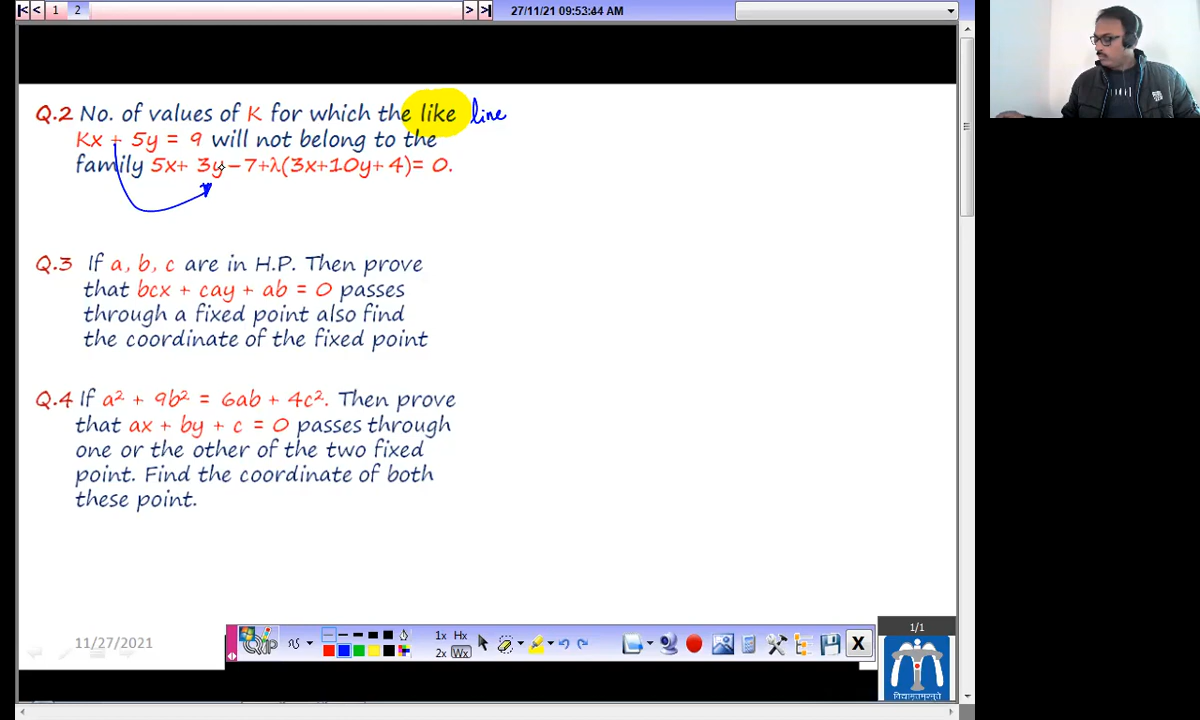 1 2
27/11/21 09:53:44 AM
Q.2 No. of values of K for which the like line
Kx + 5y = 9 will not belong to the
family 5x+ 3y−7+λ(3x+10y+ 4)= 0.
Q.3 If a, b, c are in H.P. Then prove
that bcx + cay + ab = 0 passes
through a fixed point also find
the coordinate of the fixed point
Q.4 If a² + 9b² = 6ab + 4c². Then prove
that ax + by + c = 0 passes through
one or the other of the two fixed
point. Find the coordinate of both
these point.
11/27/2021
1x Hx
2x Wx
X
1/1